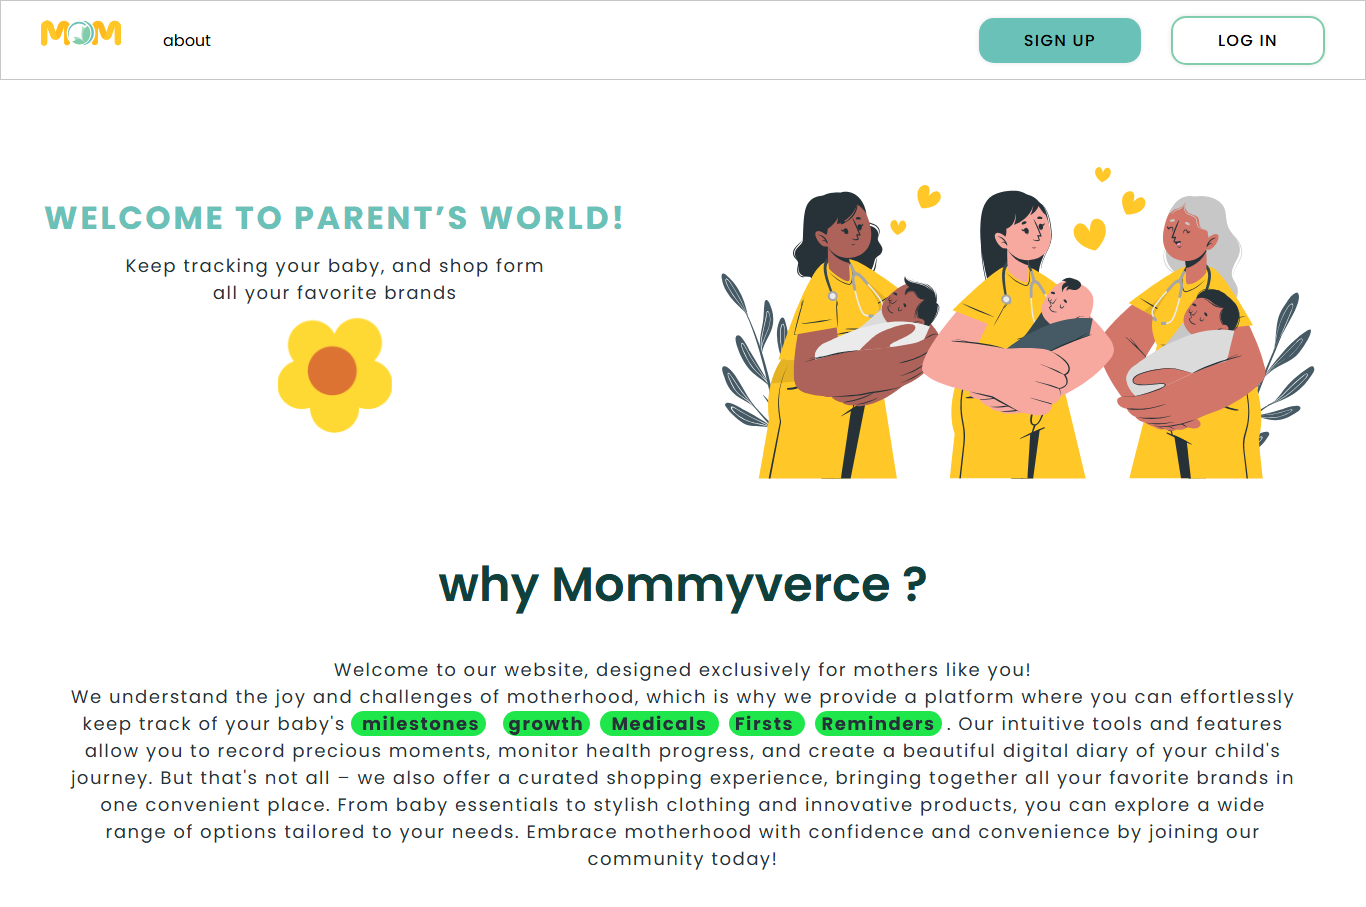 MOM
about
SIGN UP
LOG IN
WELCOME TO PARENT’S WORLD!
Keep tracking your baby, and shop form
all your favorite brands
why Mommyverce ?
Welcome to our website, designed exclusively for mothers like you!
We understand the joy and challenges of motherhood, which is why we provide a platform where you can effortlessly
keep track of your baby's milestones growth Medicals Firsts Reminders . Our intuitive tools and features
allow you to record precious moments, monitor health progress, and create a beautiful digital diary of your child's
journey. But that's not all – we also offer a curated shopping experience, bringing together all your favorite brands in
one convenient place. From baby essentials to stylish clothing and innovative products, you can explore a wide
range of options tailored to your needs. Embrace motherhood with confidence and convenience by joining our
community today!